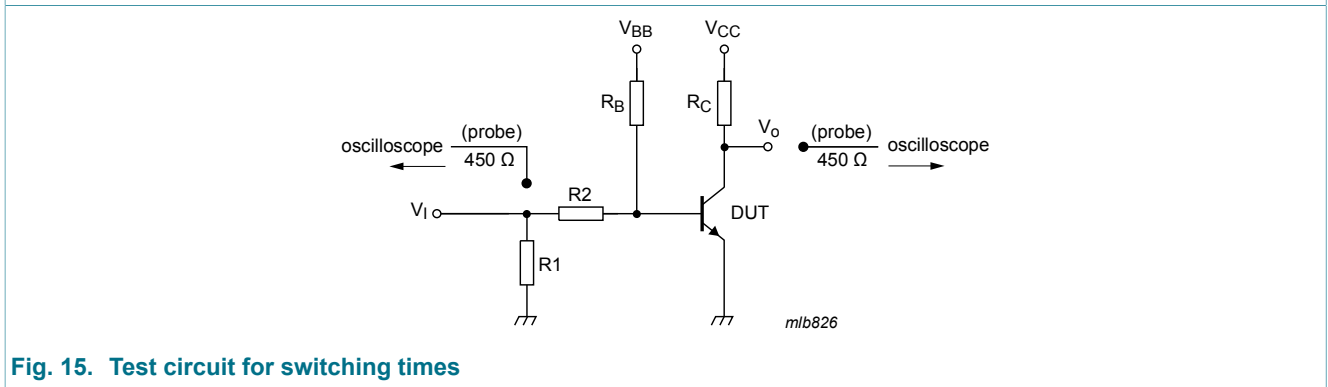 VBB
VCC
RB
RC
Vo
(probe)
450 Ω
oscilloscope
(probe)
450 Ω
oscilloscope
R2
VI
DUT
R1
mlb826
Fig. 15. Test circuit for switching times